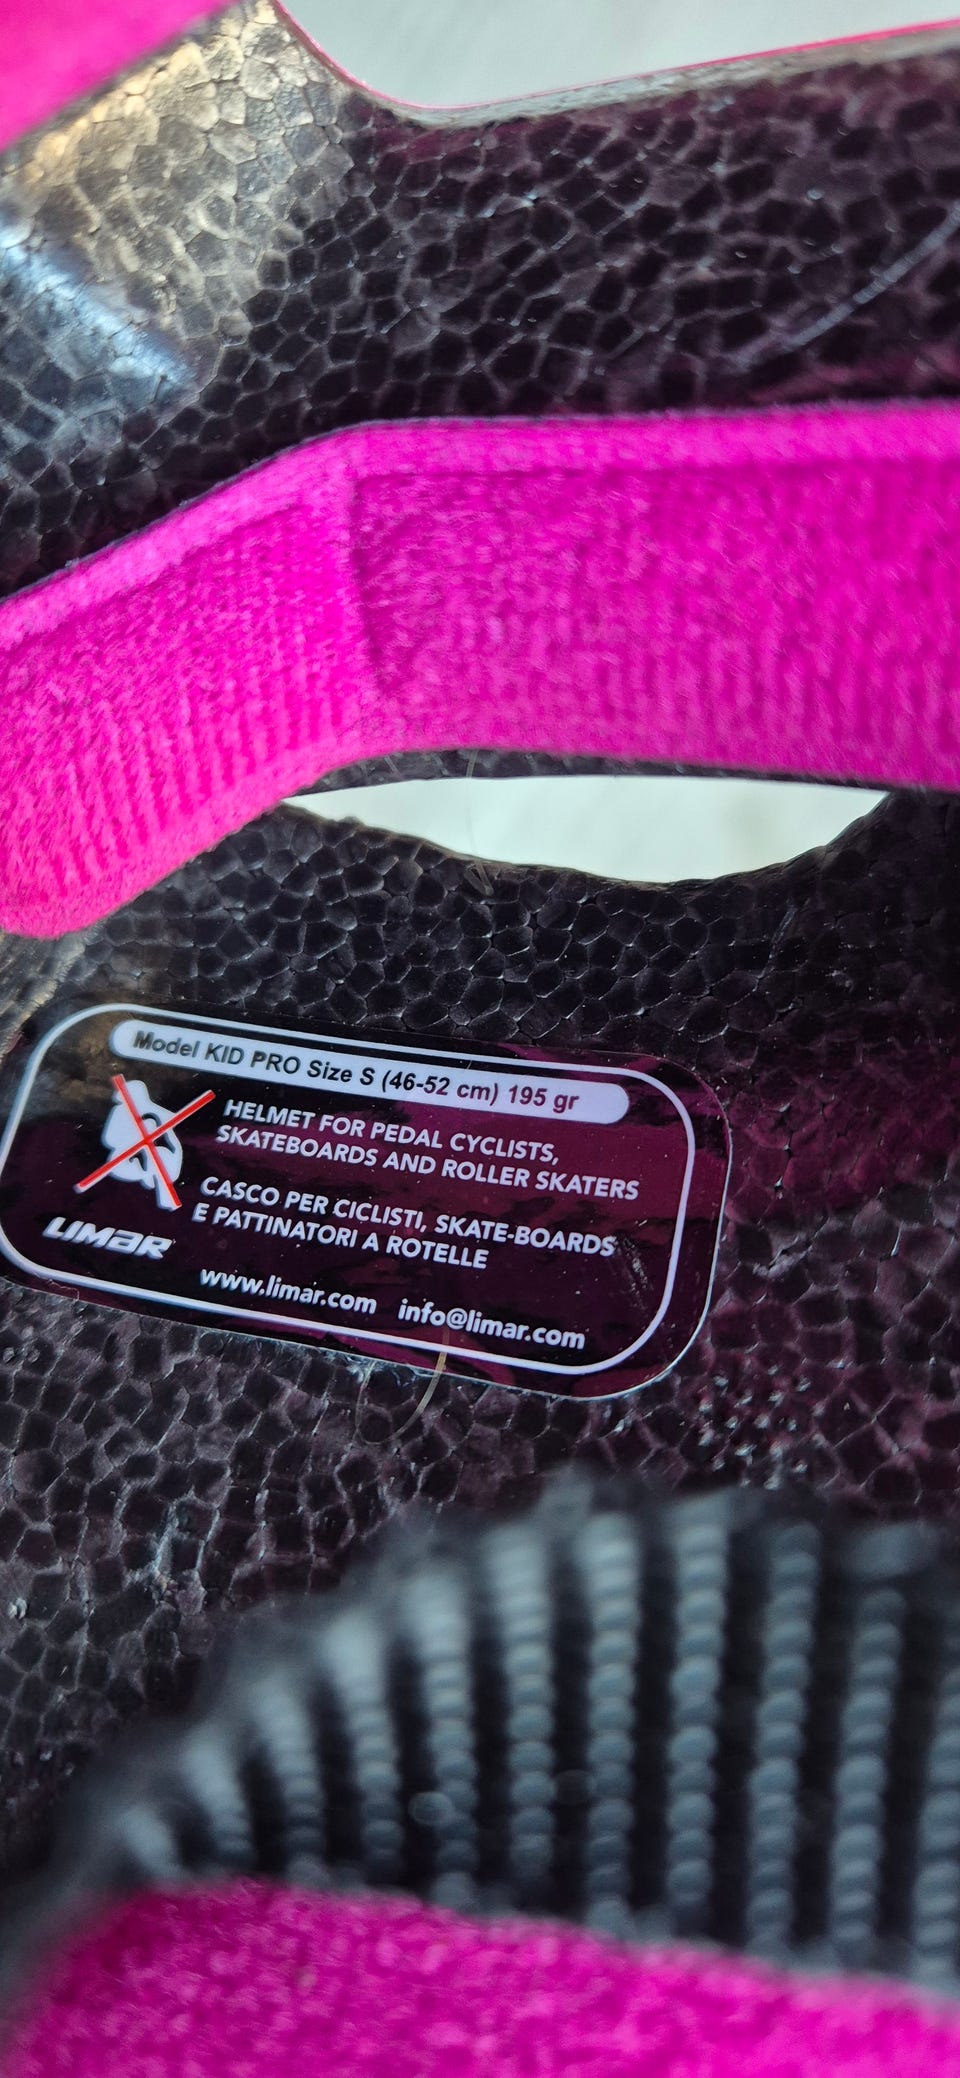 Model KID PRO Size S (46-52 cm) 195 gr
HELMET FOR PEDAL CYCLISTS,
SKATEBOARDS AND ROLLER SKATERS
CASCO PER CICLISTI, SKATE-BOARDS
E PATTINATORI A ROTELLE
LIMAR
www.limar.com info@limar.com